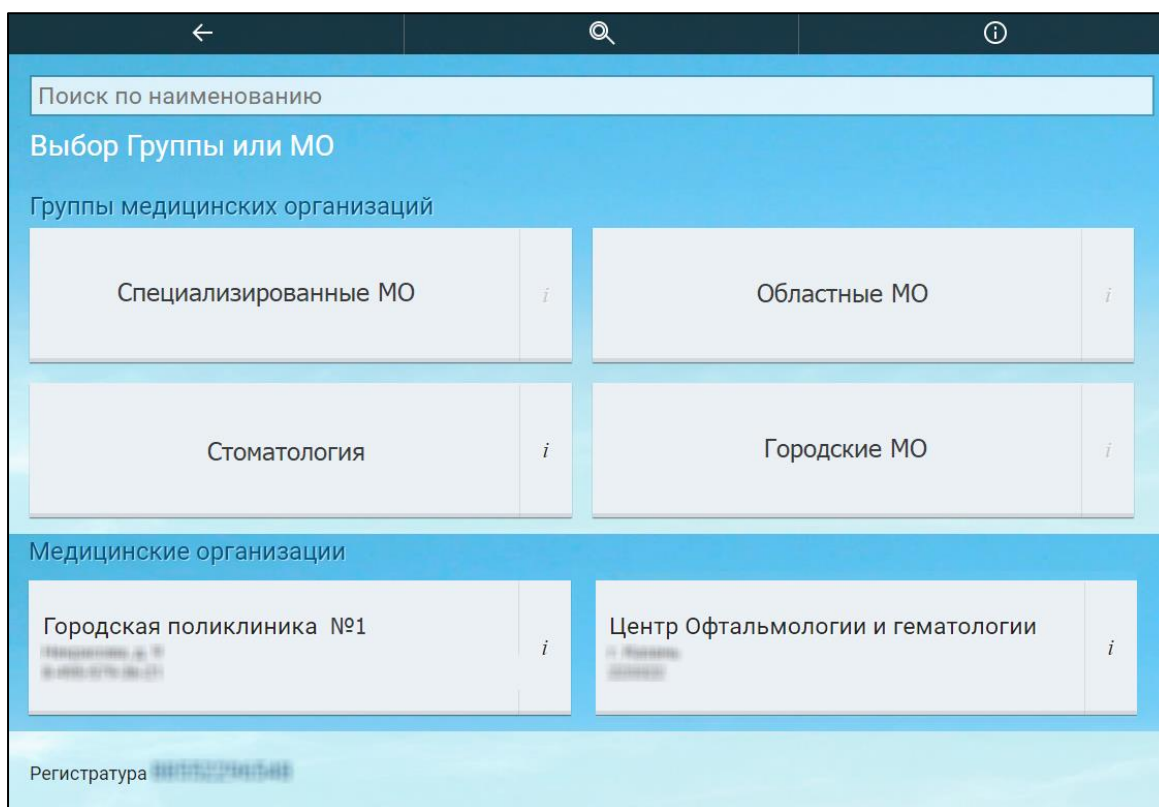 Поиск по наименованию
Выбор Группы или МО
Группы медицинских организаций
Специализированные МО i
Областные МО i
Стоматология i
Городские МО i
Медицинские организации
Городская поликлиника №1
i
Центр Офтальмологии и гематологии
i
Регистратура